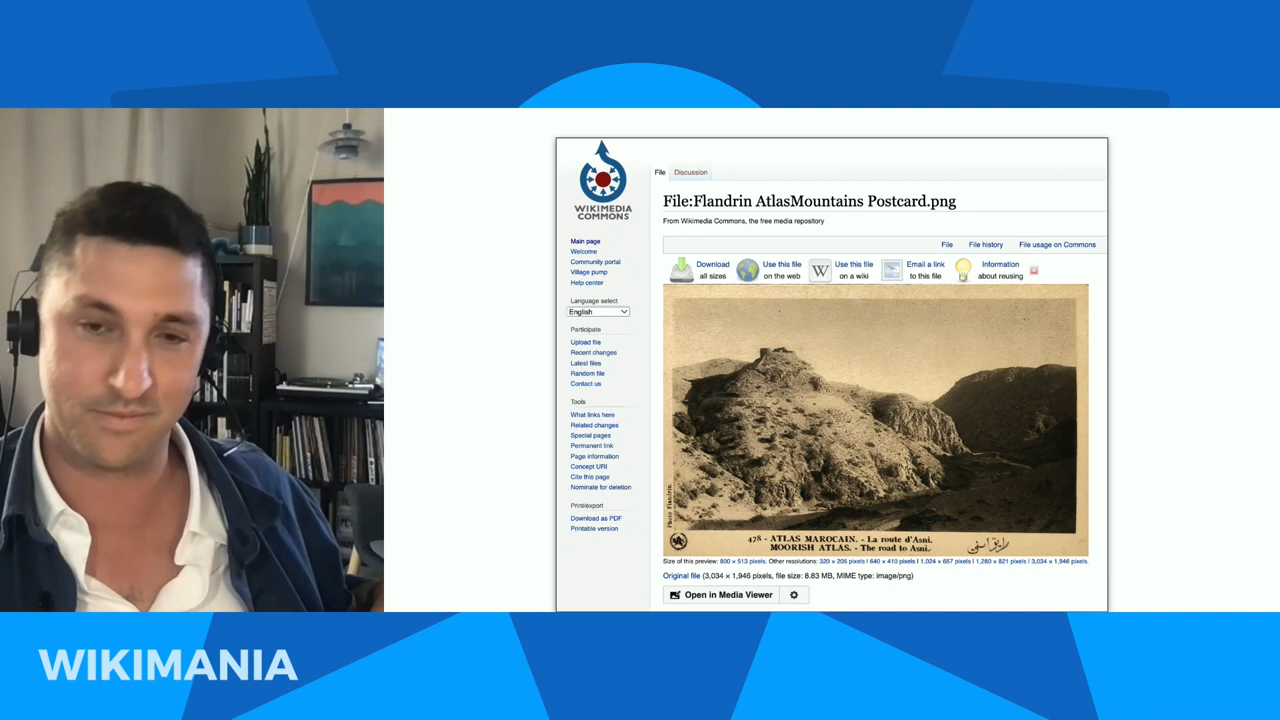 WIKIMEDIA
COMMONS
Main page
Welcome
Community portal
Village pump
Help center
Language select
English
Participate
Upload file
Recent changes
Latest files
Random file
Contact us
Tools
What links here
Related changes
Special pages
Permanent link
Page information
Concept URI
Cite this page
Nominate for deletion
Print/export
Download as PDF
Printable version
File Discussion
File:Flandrin AtlasMountains Postcard.png
From Wikimedia Commons, the free media repository
File File history File usage on Commons
Download
all sizes
Use this file
on the web
W
Use this file
on a wiki
Email a link
to this file
Information
about reusing
Photo Flandrin.
478 - ATLAS MAROCAIN. - La route d'Asni.
MOORISH ATLAS. - The road to Asni.
Size of this preview: 800 × 513 pixels. Other resolutions: 320 × 205 pixels | 640 × 410 pixels | 1,024 × 657 pixels | 1,280 × 821 pixels | 3,034 × 1,946 pixels.
Original file (3,034 × 1,946 pixels, file size: 8.83 MB, MIME type: image/png)
Open in Media Viewer
WIKIMANIA